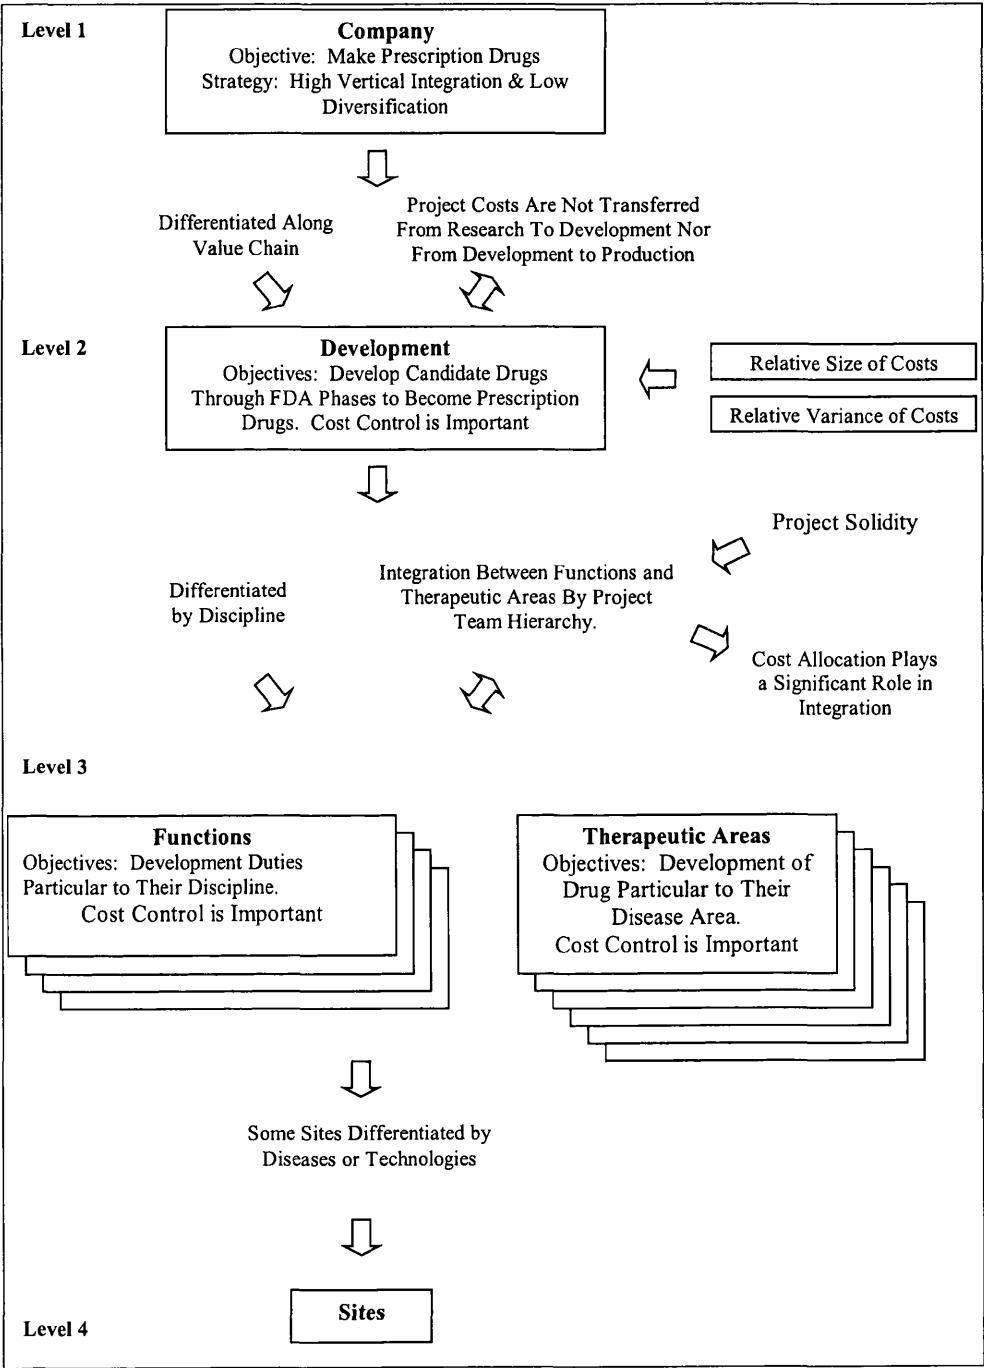 Level 1
Company
Objective: Make Prescription Drugs
Strategy: High Vertical Integration & Low
Diversification
Differentiated Along
Value Chain
Project Costs Are Not Transferred
From Research To Development Nor
From Development to Production
Level 2
Development
Objectives: Develop Candidate Drugs
Through FDA Phases to Become Prescription
Drugs. Cost Control is Important
Relative Size of Costs
Relative Variance of Costs
Project Solidity
Differentiated
by Discipline
Integration Between Functions and
Therapeutic Areas By Project
Team Hierarchy.
Cost Allocation Plays
a Significant Role in
Integration
Level 3
Functions
Objectives: Development Duties
Particular to Their Discipline.
Cost Control is Important
Therapeutic Areas
Objectives: Development of
Drug Particular to Their
Disease Area.
Cost Control is Important
Some Sites Differentiated by
Diseases or Technologies
Sites
Level 4